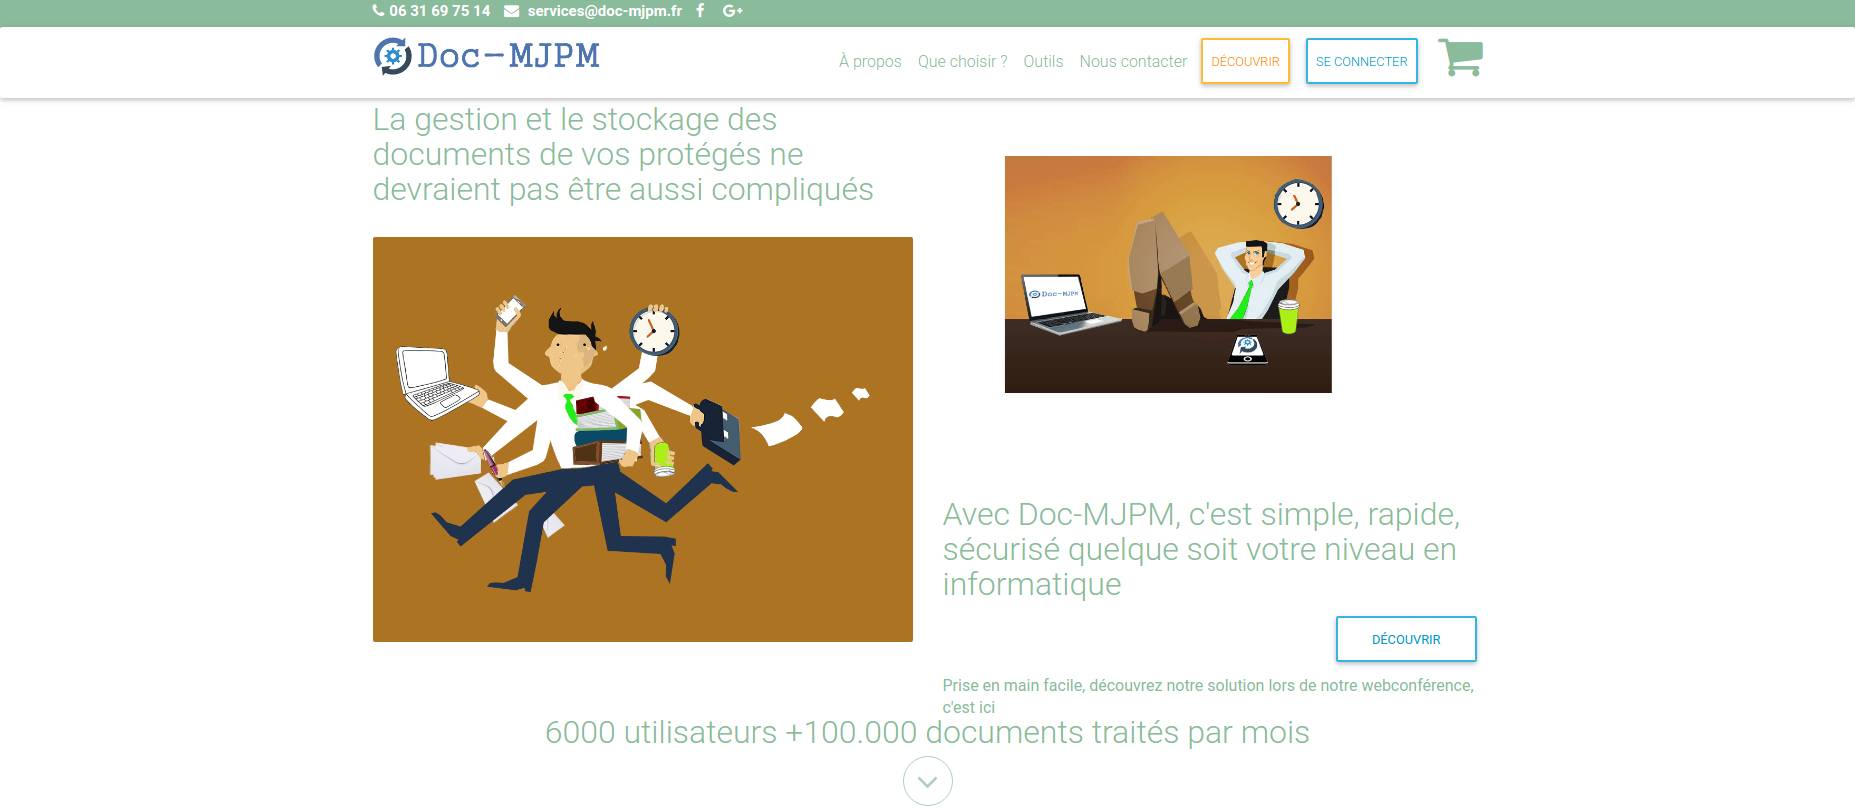 06 31 69 75 14 services@doc-mjpm.fr
Doc-MJPM
À propos Que choisir ? Outils Nous contacter DÉCOUVRIR SE CONNECTER
La gestion et le stockage des
documents de vos protégés ne
devraient pas être aussi compliqués
Doc-MJPM
Avec Doc-MJPM, c'est simple, rapide,
sécurisé quelque soit votre niveau en
informatique
DÉCOUVRIR
Prise en main facile, découvrez notre solution lors de notre webconférence,
c'est ici
6000 utilisateurs +100.000 documents traités par mois